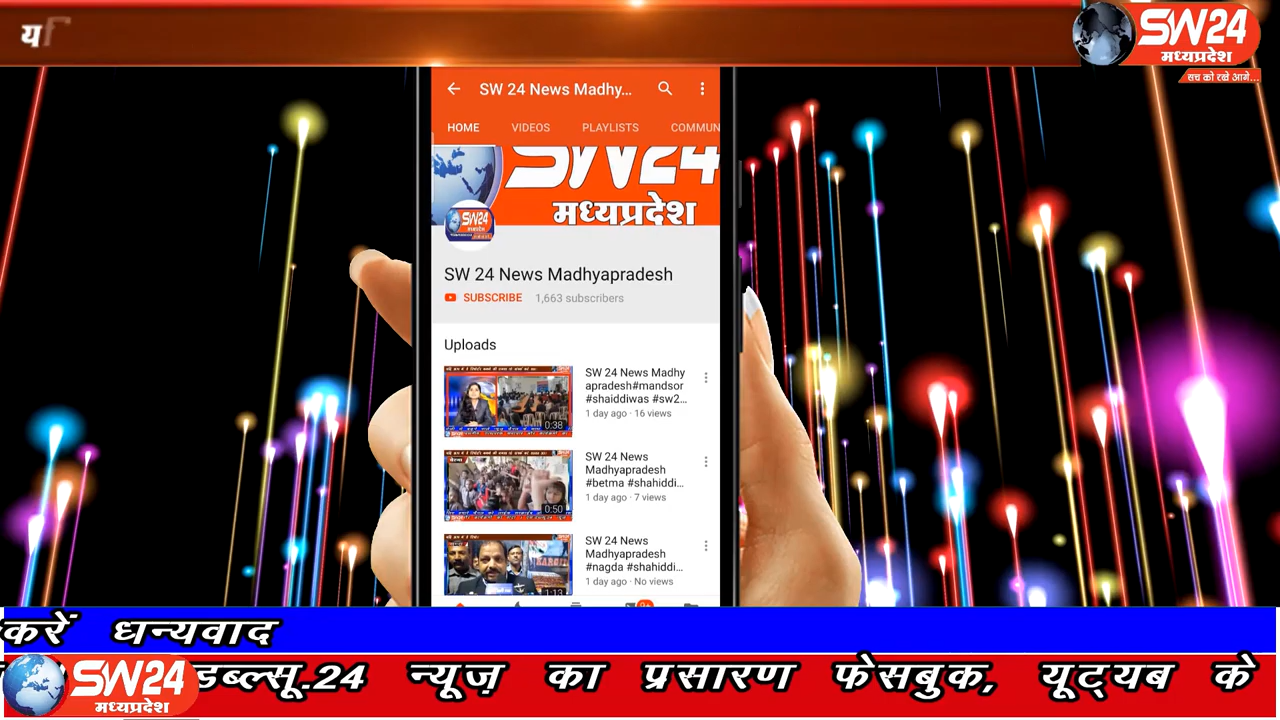 SW24
मध्यप्रदेश
सच को रखे आगे...
SW 24 News Madhy...
HOME VIDEOS PLAYLISTS COMMUN
SW24
मध्यप्रदेश
SW24
SW 24 News Madhyapradesh
SUBSCRIBE 1,663 subscribers
Uploads
SW 24 News Madhy
apradesh#mandsor
#shaiddiwas #sw2...
1 day ago · 16 views
0:38
SW 24 News
Madhyapradesh
#betma #shahiddi...
1 day ago · 7 views
0:50
SW 24 News
Madhyapradesh
#nagda #shahiddi...
1 day ago · No views
1:13
करें धन्यवाद
SW24
मध्यप्रदेश
डब्ल्सू.24 न्यूज़ का प्रसारण फेसबुक, यूट्यब के